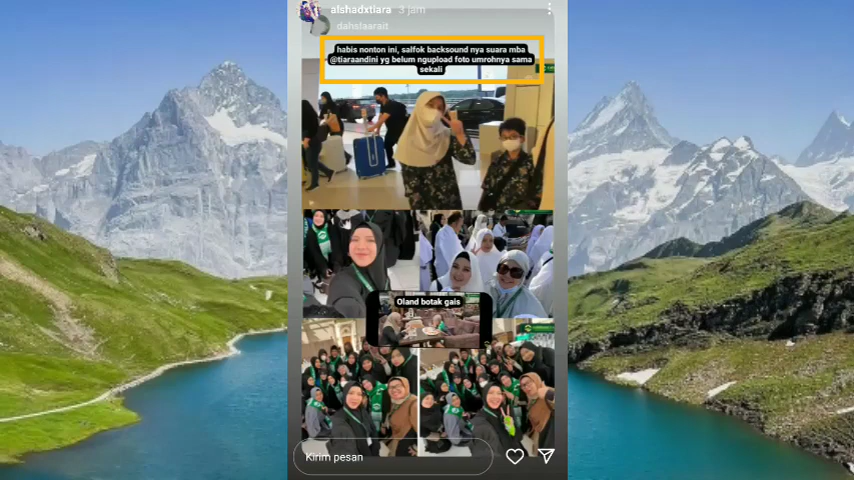 alshadxtiara 3 jam
dahslaarait
habis nonton ini, salfok backsound nya suara mba
@tiaraandini yg belum ngupload foto umrohnya sama
sekali
Oland botak gais
Kirim pesan